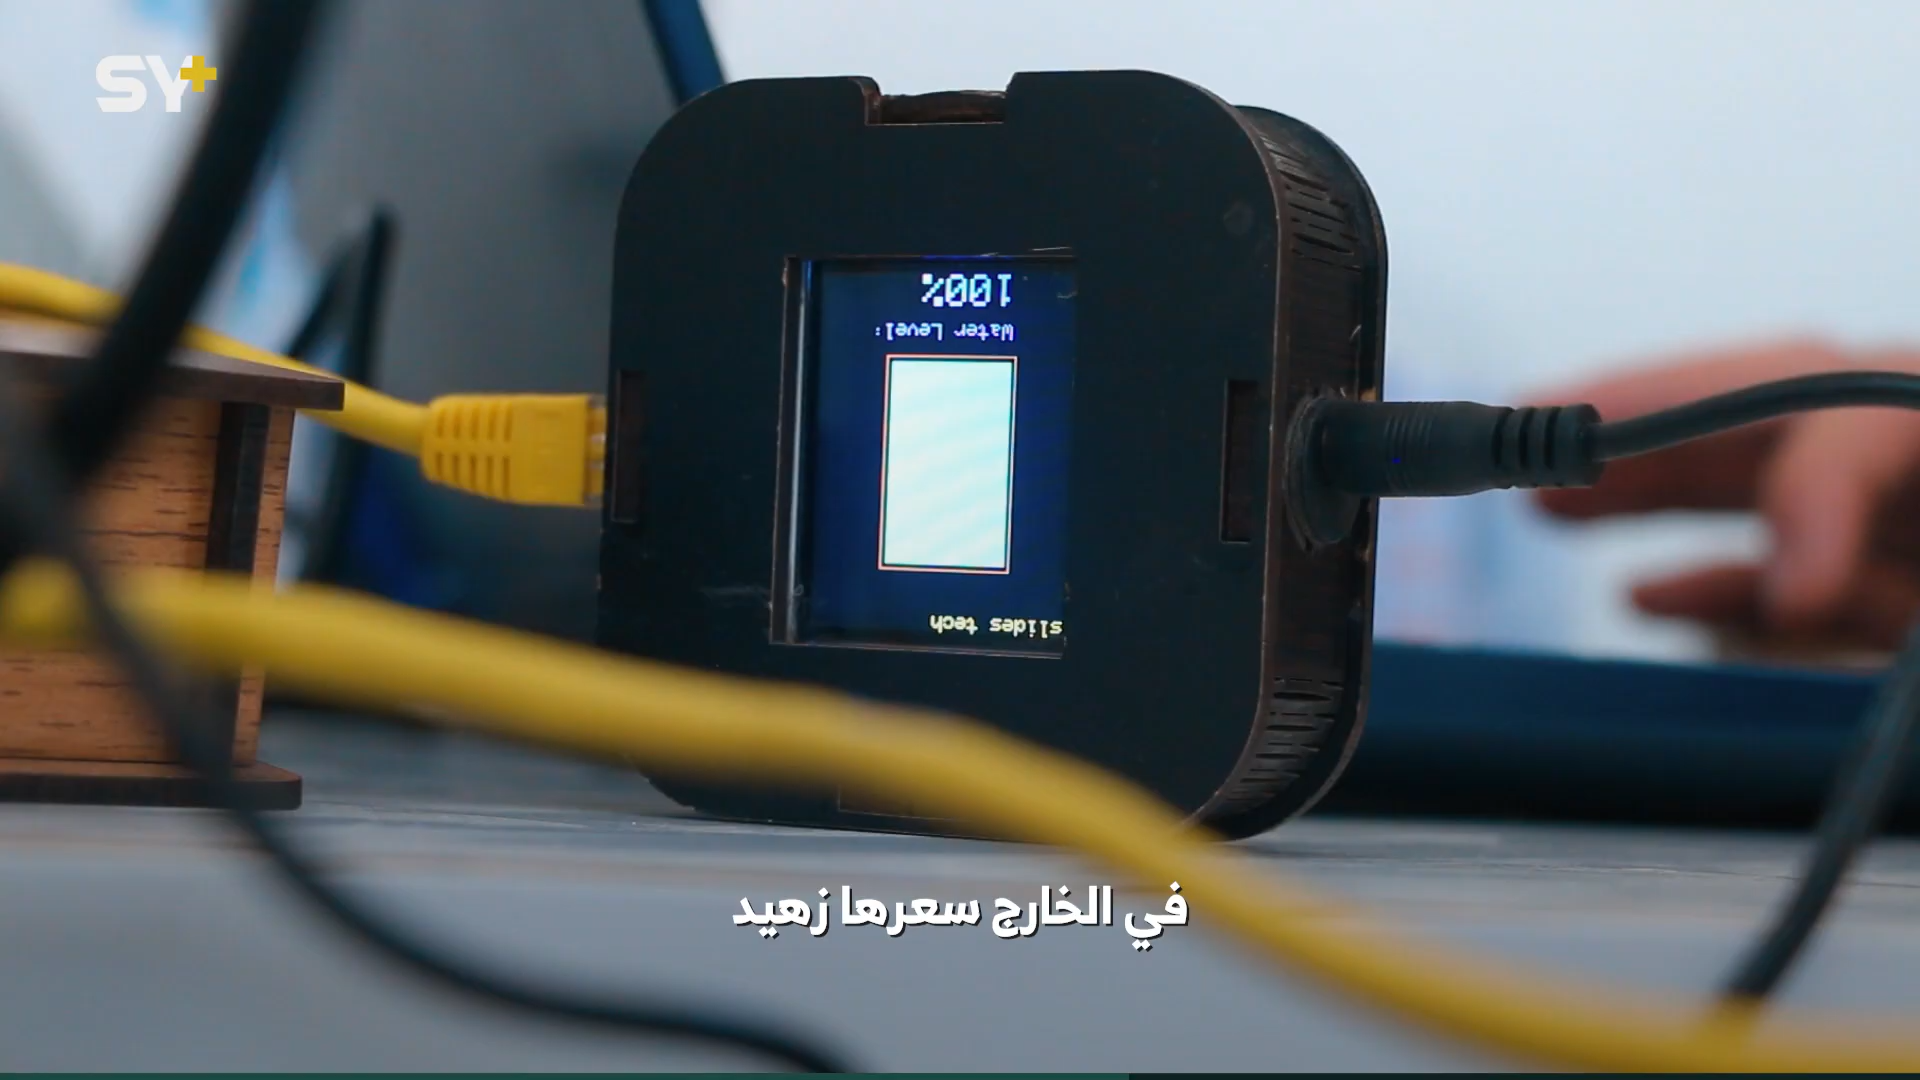 SY+
100%
Water Level:
slides tech
في الخارج سعرها زهيد